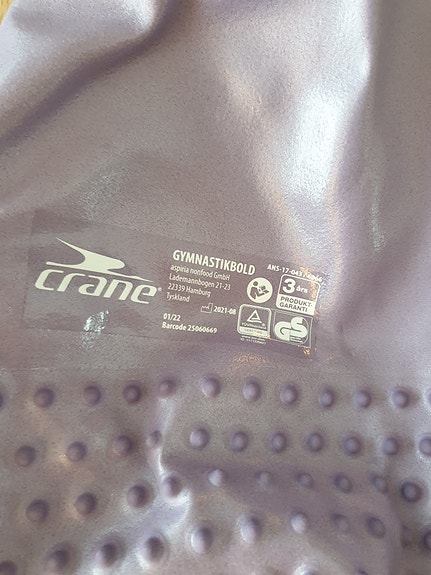 crane®
GYMNASTIKBOLD
aspiria nonfood GmbH
Lademannbogen 21-23
22339 Hamburg
Tyskland
2021-08
01/22
Barcode 25060669
3 års
PRODUKT
GARANTI
GS